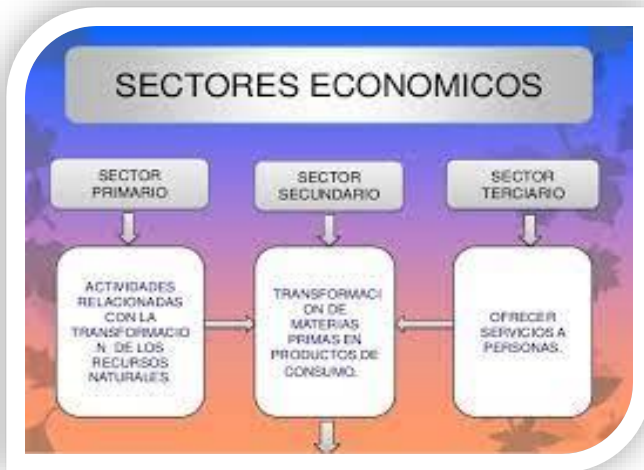 SECTORES ECONOMICOS
SECTOR
PRIMARIO
SECTOR
SECUNDARIO
SECTOR
TERCIARIO
ACTIVIDADES
RELACIONADAS
CON LA
TRANSFORMACIO
N DE LOS
RECURSOS
NATURALES
TRANSFORMACI
ON DE
MATERIAS
PRIMAS EN
PRODUCTOS DE
CONSUMO.
OFRECER
SERVICIOS A
PERSONAS.